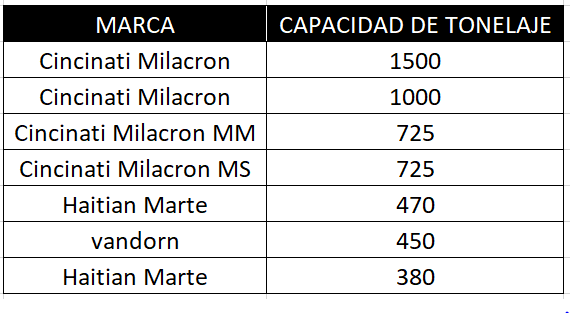 MARCA CAPACIDAD DE TONELAJE
Cincinati Milacron 1500
Cincinati Milacron 1000
Cincinati Milacron MM 725
Cincinati Milacron MS 725
Haitian Marte 470
vandorn 450
Haitian Marte 380